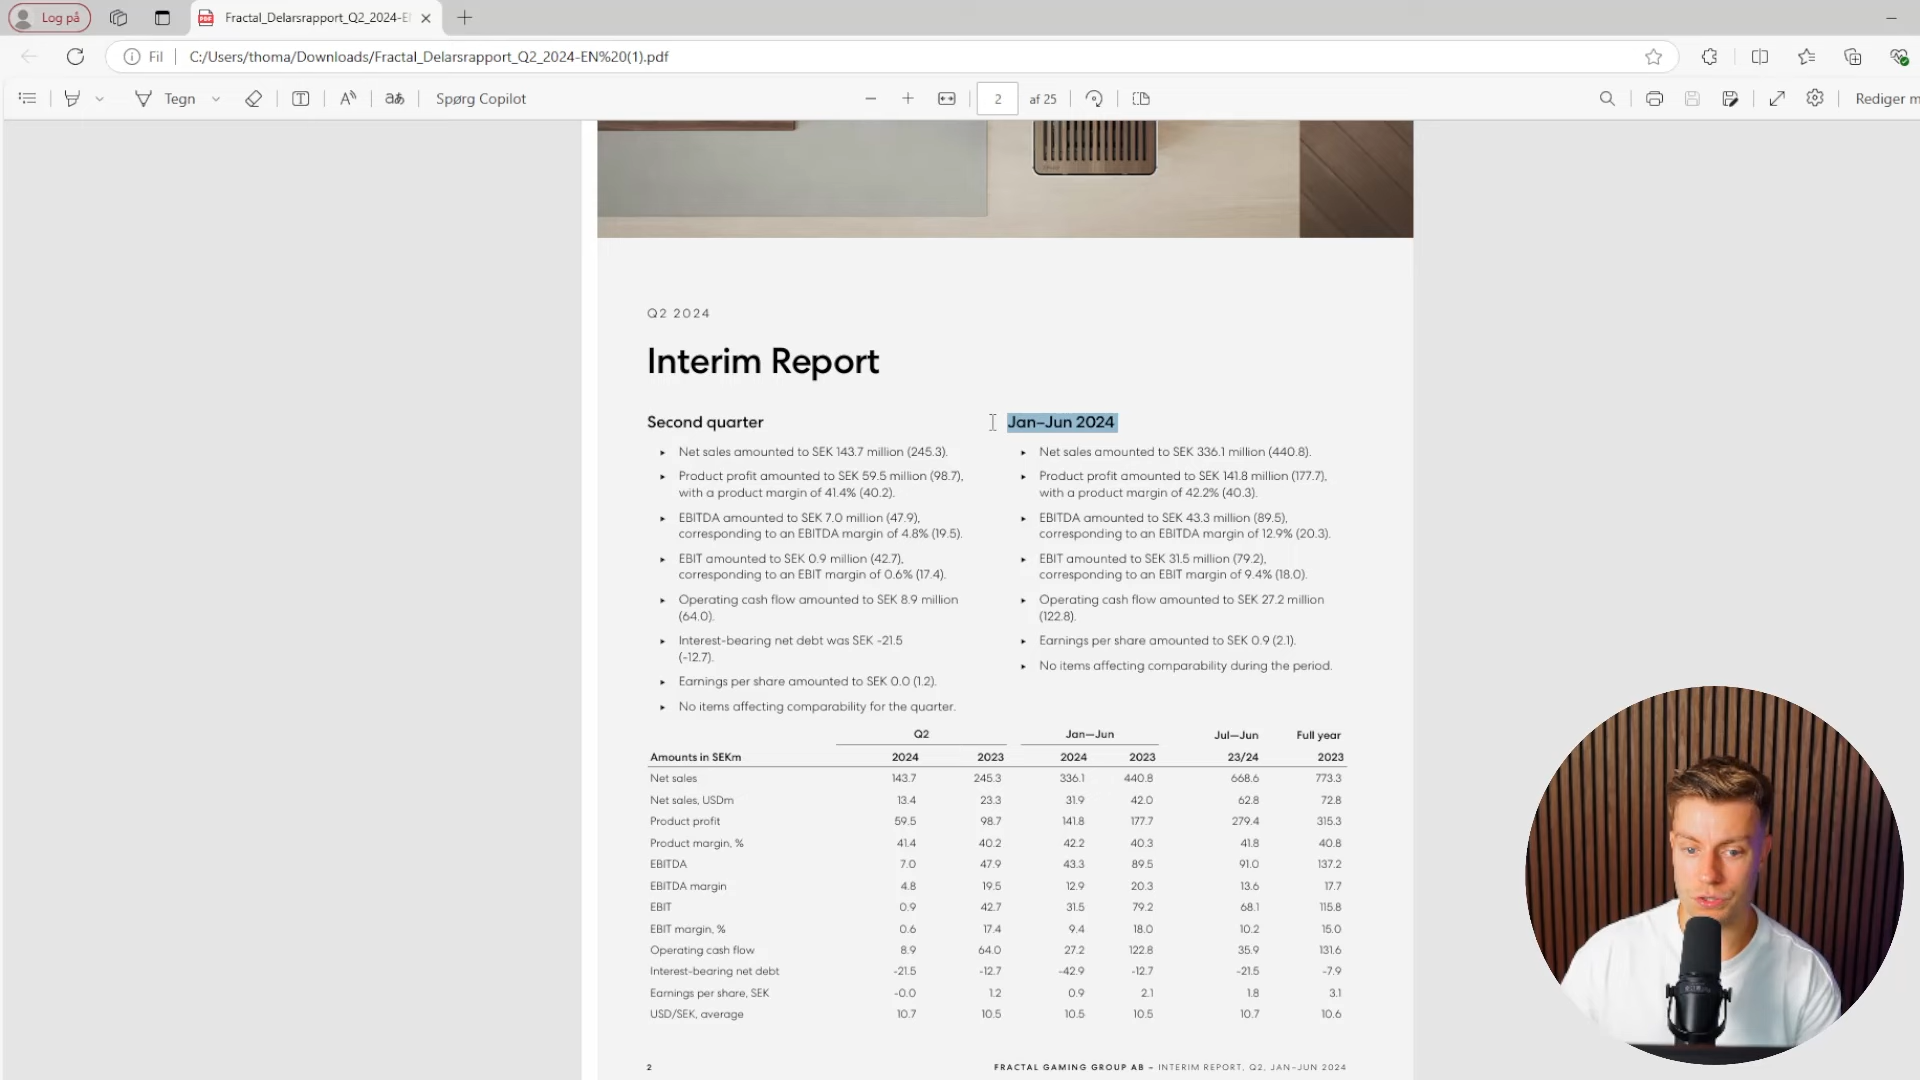 Log på
Fractal_Delarsrapport_Q2_2024-E
Fil
C:/Users/thoma/Downloads/Fractal_Delarsrapport_Q2_2024-EN%20(1).pdf
Tegn
Spørg Copilot
2
af 25
Rediger m
Q2 2024
Interim Report
Second quarter
▸ Net sales amounted to SEK 143.7 million (245.3).
▸ Product profit amounted to SEK 59.5 million (98.7),
with a product margin of 41.4% (40.2).
▸ EBITDA amounted to SEK 7.0 million (47.9),
corresponding to an EBITDA margin of 4.8% (19.5).
▸ EBIT amounted to SEK 0.9 million (42.7),
corresponding to an EBIT margin of 0.6% (17.4).
▸ Operating cash flow amounted to SEK 8.9 million
(64.0).
▸ Interest-bearing net debt was SEK -21.5
(-12.7).
▸ Earnings per share amounted to SEK 0.0 (1.2).
▸ No items affecting comparability for the quarter.
Jan–Jun 2024
▸ Net sales amounted to SEK 336.1 million (440.8).
▸ Product profit amounted to SEK 141.8 million (177.7),
with a product margin of 42.2% (40.3).
▸ EBITDA amounted to SEK 43.3 million (89.5),
corresponding to an EBITDA margin of 12.9% (20.3).
▸ EBIT amounted to SEK 31.5 million (79.2),
corresponding to an EBIT margin of 9.4% (18.0).
▸ Operating cash flow amounted to SEK 27.2 million
(122.8).
▸ Earnings per share amounted to SEK 0.9 (2.1).
▸ No items affecting comparability during the period.
Q2 Jan—Jun Jul—Jun Full year
Amounts in SEKm 2024 2023 2024 2023 23/24 2023
Net sales 143.7 245.3 336.1 440.8 668.6 773.3
Net sales, USDm 13.4 23.3 31.9 42.0 62.8 72.8
Product profit 59.5 98.7 141.8 177.7 279.4 315.3
Product margin, % 41.4 40.2 42.2 40.3 41.8 40.8
EBITDA 7.0 47.9 43.3 89.5 91.0 137.2
EBITDA margin 4.8 19.5 12.9 20.3 13.6 17.7
EBIT 0.9 42.7 31.5 79.2 68.1 115.8
EBIT margin, % 0.6 17.4 9.4 18.0 10.2 15.0
Operating cash flow 8.9 64.0 27.2 122.8 35.9 131.6
Interest-bearing net debt -21.5 -12.7 -42.9 -12.7 -21.5 -7.9
Earnings per share, SEK -0.0 1.2 0.9 2.1 1.8 3.1
USD/SEK, average 10.7 10.5 10.5 10.5 10.7 10.6
2
FRACTAL GAMING GROUP AB – INTERIM REPORT, Q2, JAN–JUN 2024